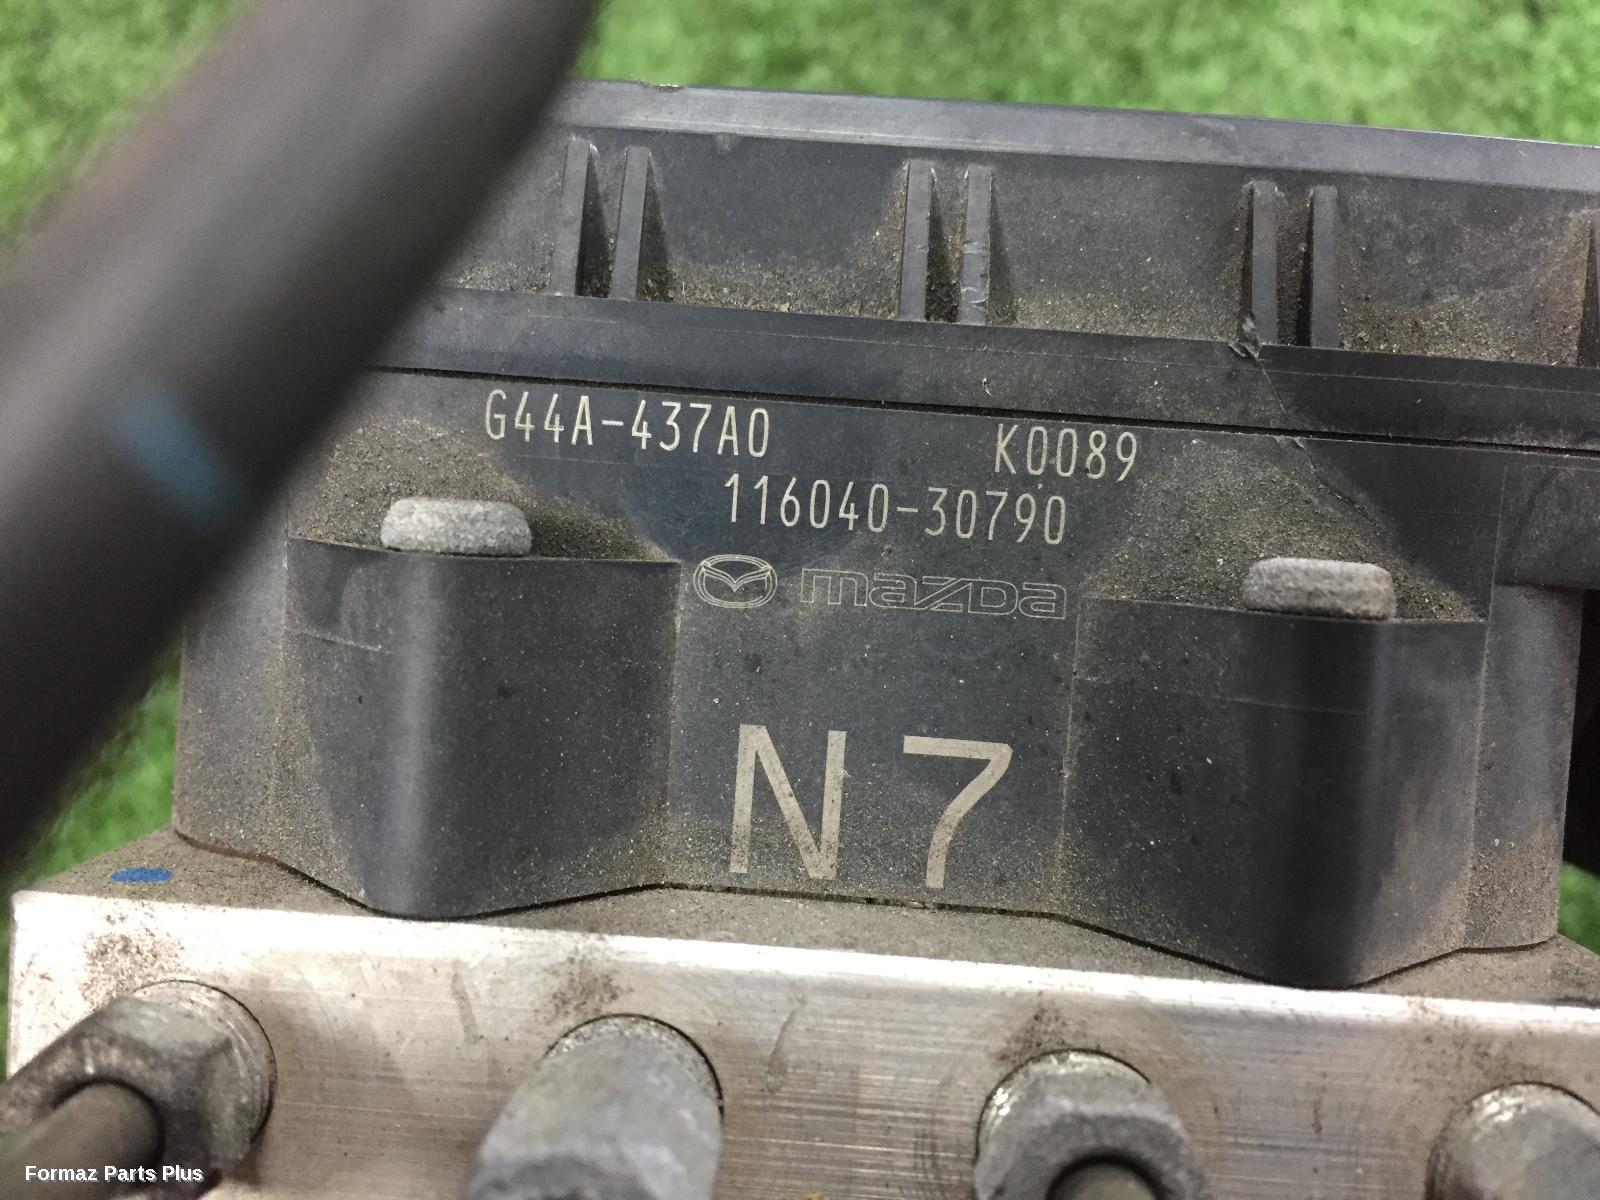 G44A-437A0 K0089
116040-30790
mazda
N7
Formaz Parts Plus